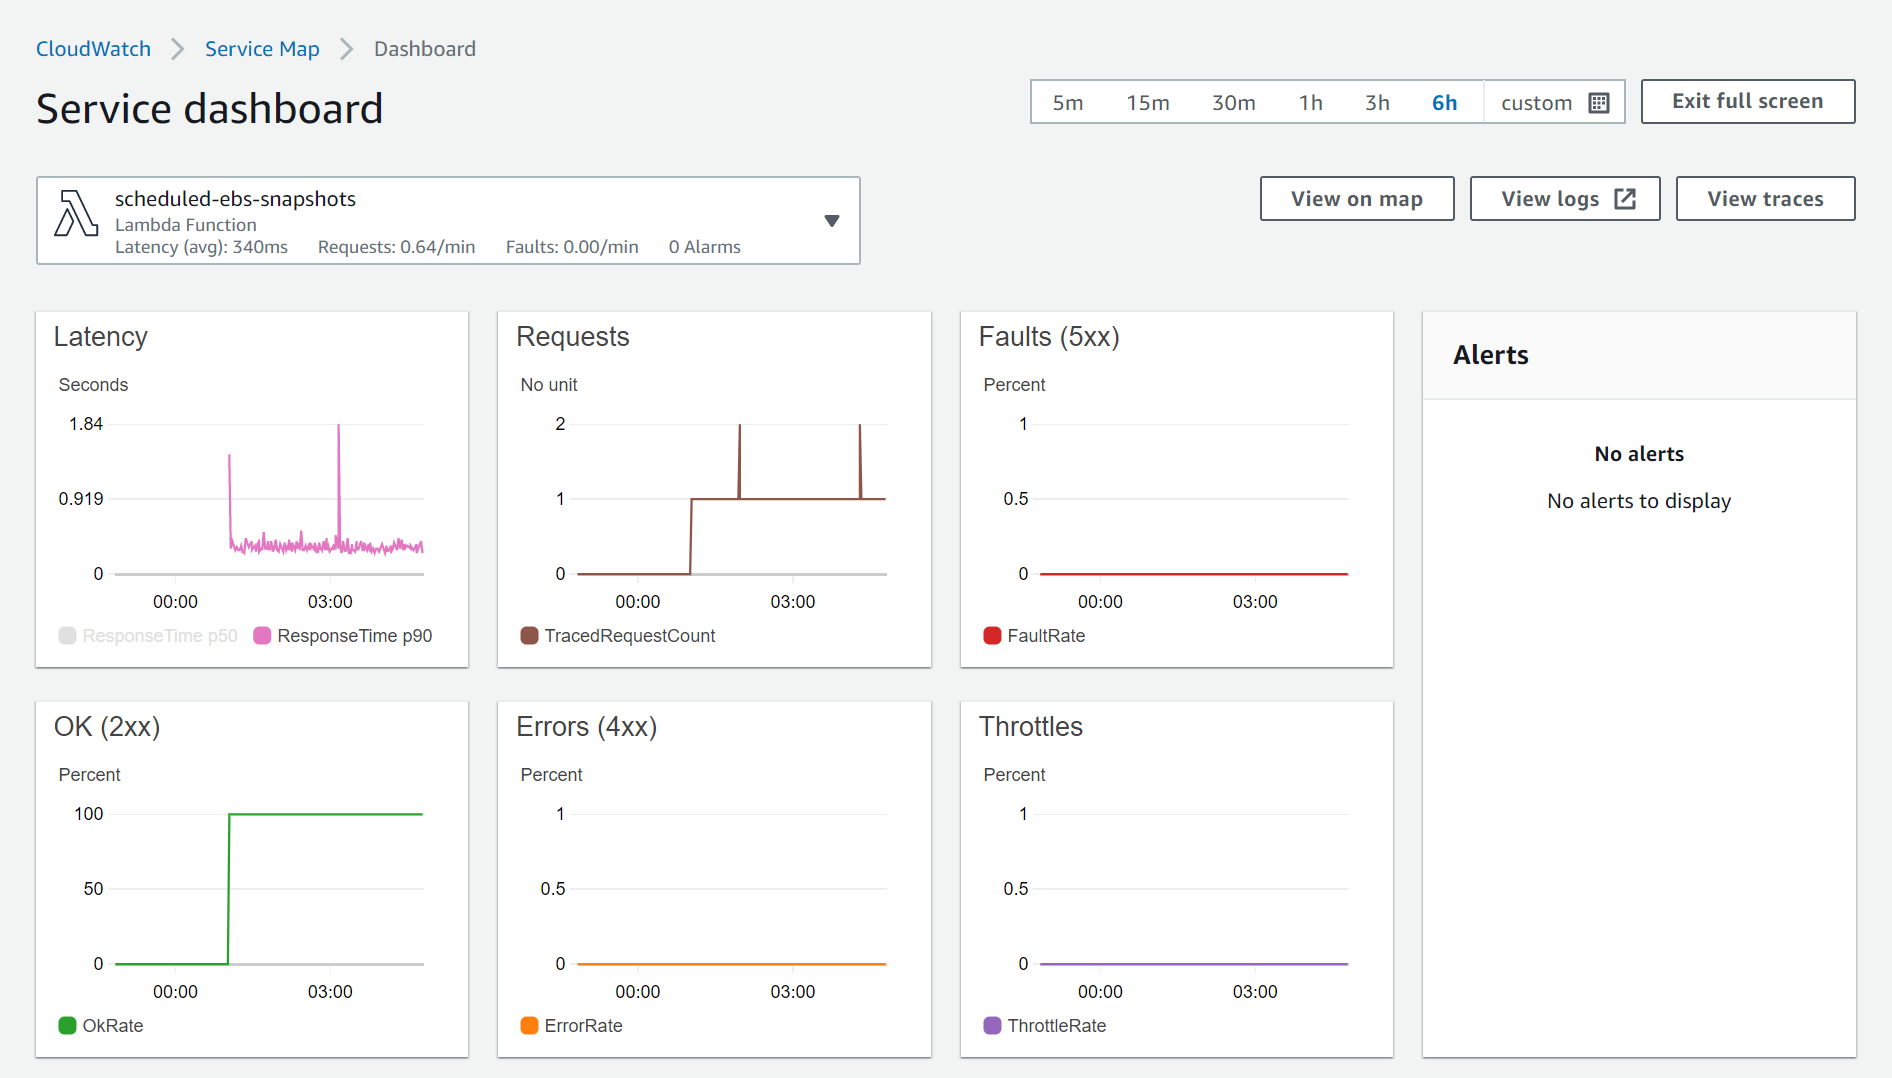 CloudWatch Service Map Dashboard
Service dashboard
5m 15m 30m 1h 3h 6h custom
Exit full screen
scheduled-ebs-snapshots
Lambda Function
Latency (avg): 340ms Requests: 0.64/min Faults: 0.00/min 0 Alarms
View on map
View logs
View traces
Latency
Seconds
1.84
0.919
0
00:00 03:00
ResponseTime p50 ResponseTime p90
Requests
No unit
2
1
0
00:00 03:00
TracedRequestCount
Faults (5xx)
Percent
1
0.5
0
00:00 03:00
FaultRate
Alerts
No alerts
No alerts to display
OK (2xx)
Percent
100
50
0
00:00 03:00
OkRate
Errors (4xx)
Percent
1
0.5
0
00:00 03:00
ErrorRate
Throttles
Percent
1
0.5
0
00:00 03:00
ThrottleRate